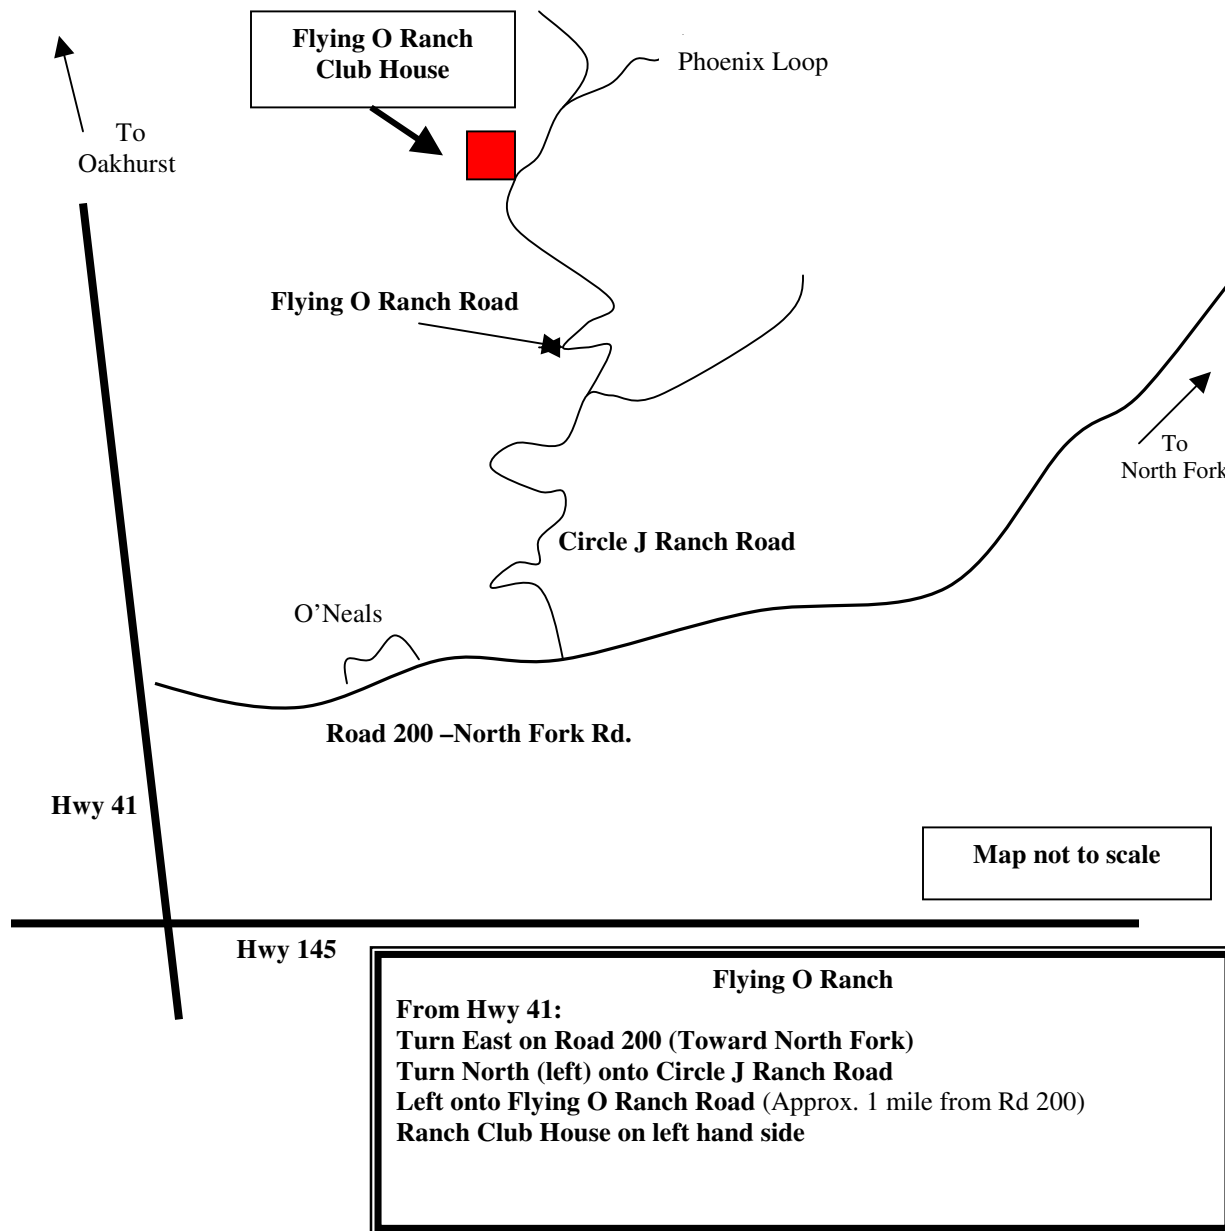 Flying O Ranch
Club House
Phoenix Loop
To
Oakhurst
Flying O Ranch Road
To
North Fork
Circle J Ranch Road
O’Neals
Road 200 –North Fork Rd.
Hwy 41
Map not to scale
Hwy 145
Flying O Ranch
From Hwy 41:
Turn East on Road 200 (Toward North Fork)
Turn North (left) onto Circle J Ranch Road
Left onto Flying O Ranch Road (Approx. 1 mile from Rd 200)
Ranch Club House on left hand side